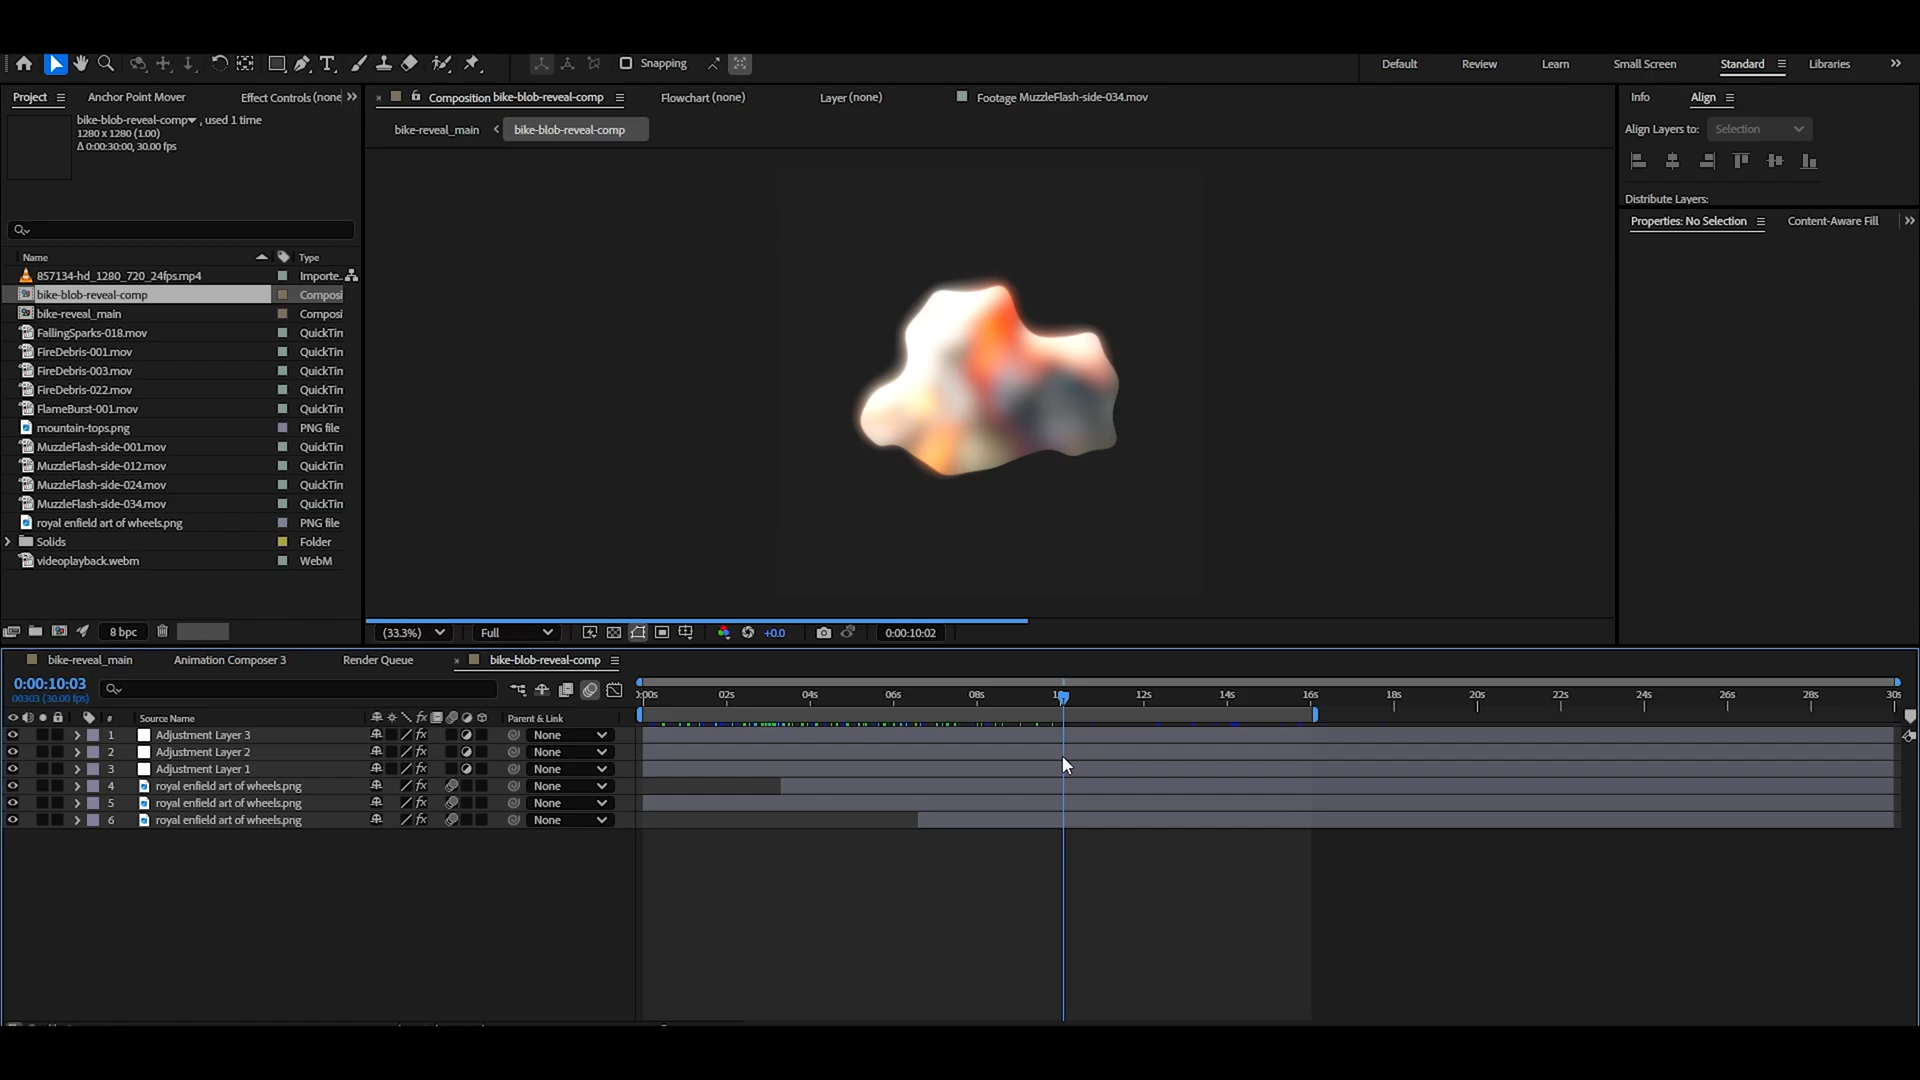 Snapping
Default
Review
Learn
Small Screen
Standard
Libraries
Project
Anchor Point Mover
Effect Controls (none
Composition bike-blob-reveal-comp
Flowchart (none)
Layer (none)
Footage MuzzleFlash-side-034.mov
Info
Align
bike-blob-reveal-comp , used 1 time
1280 x 1280 (1.00)
Δ 0:00:30:00, 30.00 fps
bike-reveal_main
bike-blob-reveal-comp
Align Layers to:
Selection
Distribute Layers:
Properties: No Selection
Content-Aware Fill
Name
Type
857134-hd_1280_720_24fps.mp4
Importe
bike-blob-reveal-comp
Composi
bike-reveal_main
Composi
FallingSparks-018.mov
QuickTin
FireDebris-001.mov
QuickTin
FireDebris-003.mov
QuickTin
FireDebris-022.mov
QuickTin
FlameBurst-001.mov
QuickTin
mountain-tops.png
PNG file
MuzzleFlash-side-001.mov
QuickTin
MuzzleFlash-side-012.mov
QuickTin
MuzzleFlash-side-024.mov
QuickTin
MuzzleFlash-side-034.mov
QuickTin
royal enfield art of wheels.png
PNG file
Solids
Folder
videoplayback.webm
WebM
8 bpc
(33.3%)
Full
+0.0
0:00:10:02
bike-reveal_main
Animation Composer 3
Render Queue
bike-blob-reveal-comp
0:00:10:03
00303 (30.00 fps)
:00s 02s 04s 06s 08s 12s 14s 16s 18s 20s 22s 24s 26s 28s 30s
# Source Name fx Parent & Link
1 Adjustment Layer 3 fx None
2 Adjustment Layer 2 fx None
3 Adjustment Layer 1 fx None
4 royal enfield art of wheels.png fx None
5 royal enfield art of wheels.png fx None
6 royal enfield art of wheels.png fx None